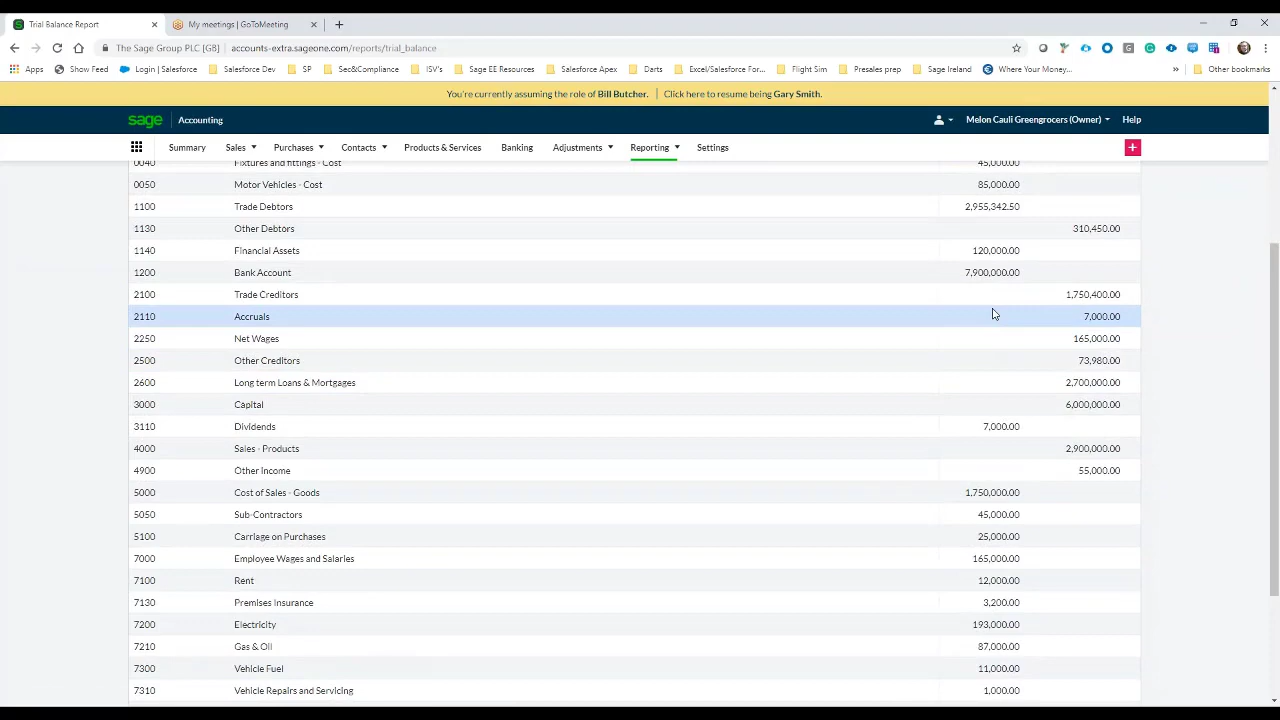 Trial Balance Report
My meetings | GoToMeeting
The Sage Group PLC [GB] accounts-extra.sageone.com/reports/trial_balance
Apps Show Feed Login | Salesforce Salesforce Dev SP Sec&Compliance ISV's Sage EE Resources Salesforce Apex Darts Excel/Salesforce For... Flight Sim Presales prep Sage Ireland Where Your Money... » Other bookmarks
You're currently assuming the role of Bill Butcher. | Click here to resume being Gary Smith.
sage Accounting Melon Cauli Greengrocers (Owner) Help
Summary Sales Purchases Contacts Products & Services Banking Adjustments Reporting Settings
0040 Fixtures and fittings - Cost 45,000.00
0050 Motor Vehicles - Cost 85,000.00
1100 Trade Debtors 2,955,342.50
1130 Other Debtors 310,450.00
1140 Financial Assets 120,000.00
1200 Bank Account 7,900,000.00
2100 Trade Creditors 1,750,400.00
2110 Accruals 7,000.00
2250 Net Wages 165,000.00
2500 Other Creditors 73,980.00
2600 Long term Loans & Mortgages 2,700,000.00
3000 Capital 6,000,000.00
3110 Dividends 7,000.00
4000 Sales - Products 2,900,000.00
4900 Other Income 55,000.00
5000 Cost of Sales - Goods 1,750,000.00
5050 Sub-Contractors 45,000.00
5100 Carriage on Purchases 25,000.00
7000 Employee Wages and Salaries 165,000.00
7100 Rent 12,000.00
7130 Premises Insurance 3,200.00
7200 Electricity 193,000.00
7210 Gas & Oil 87,000.00
7300 Vehicle Fuel 11,000.00
7310 Vehicle Repairs and Servicing 1,000.00